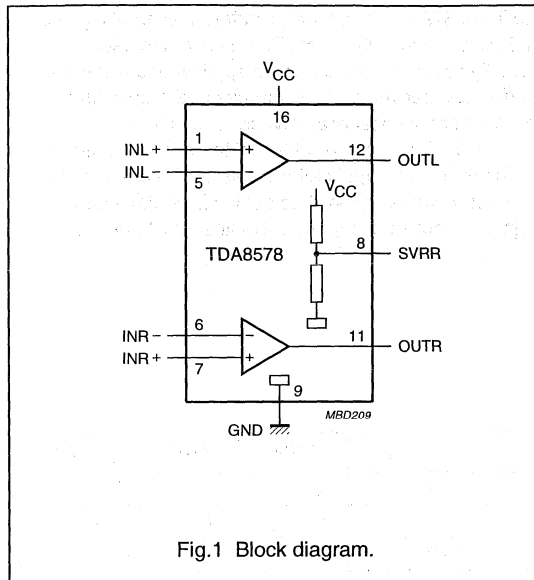 VCC
16
INL + 1 + 12 OUTL
INL − 5 −
VCC
TDA8578 8 SVRR
INR − 6 − 11 OUTR
INR + 7 +
9
MBD209
GND
Fig.1 Block diagram.